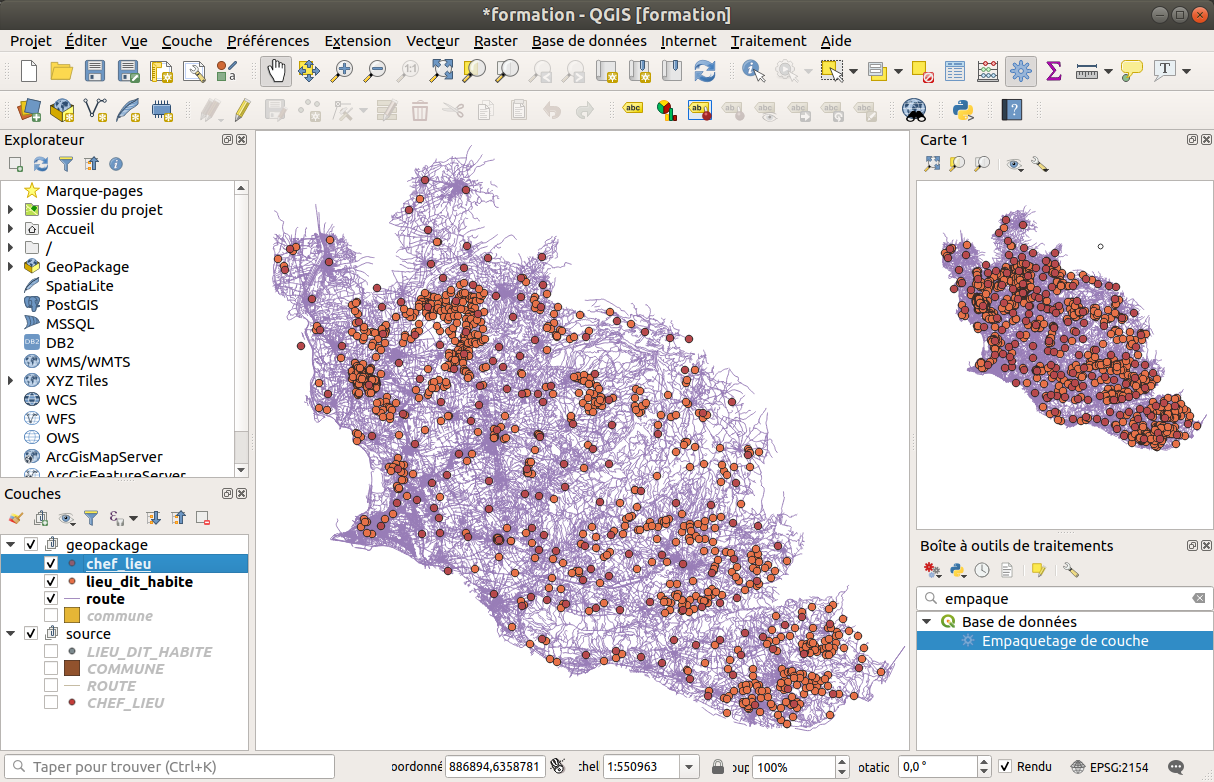 *formation - QGIS [formation]
Projet Éditer Vue Couche Préférences Extension Vecteur Raster Base de données Internet Traitement Aide
Explorateur
Marque-pages
Dossier du projet
Accueil
/
GeoPackage
SpatiaLite
PostGIS
MSSQL
DB2
WMS/WMTS
XYZ Tiles
WCS
WFS
OWS
ArcGisMapServer
ArcGisFeatureServer
Couches
geopackage
chef_lieu
lieu_dit_habite
route
commune
source
LIEU_DIT_HABITE
COMMUNE
ROUTE
CHEF_LIEU
Carte 1
Boîte à outils de traitements
empaque
Base de données
Empaquetage de couche
Taper pour trouver (Ctrl+K)
oordonné 886894,6358781 chel 1:550963 oup 100% otatio 0,0 ° Rendu EPSG:2154